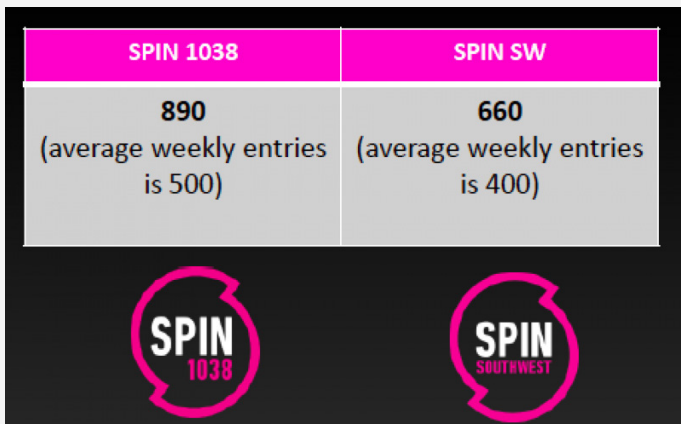 SPIN 1038
SPIN SW
890
(average weekly entries
is 500)
660
(average weekly entries
is 400)
SPIN
1038
SPIN
SOUTHWEST